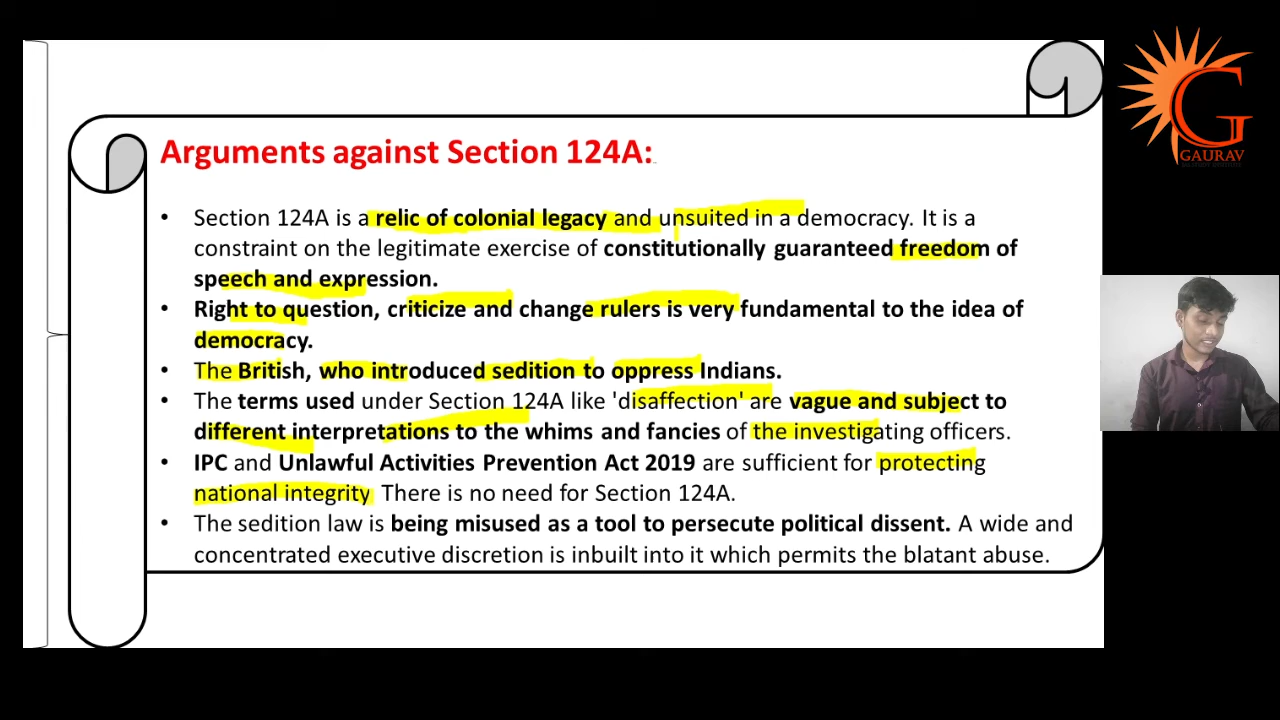 Arguments against Section 124A:
• Section 124A is a relic of colonial legacy and unsuited in a democracy. It is a
constraint on the legitimate exercise of constitutionally guaranteed freedom of
speech and expression.
• Right to question, criticize and change rulers is very fundamental to the idea of
democracy.
• The British, who introduced sedition to oppress Indians.
• The terms used under Section 124A like 'disaffection' are vague and subject to
different interpretations to the whims and fancies of the investigating officers.
• IPC and Unlawful Activities Prevention Act 2019 are sufficient for protecting
national integrity There is no need for Section 124A.
• The sedition law is being misused as a tool to persecute political dissent. A wide and
concentrated executive discretion is inbuilt into it which permits the blatant abuse.
G
GAURAV